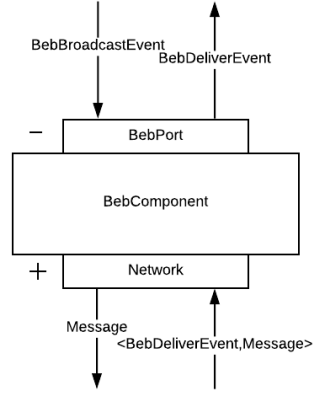 BebBroadcastEvent
BebDeliverEvent
−
BebPort
BebComponent
+
Network
Message
<BebDeliverEvent,Message>